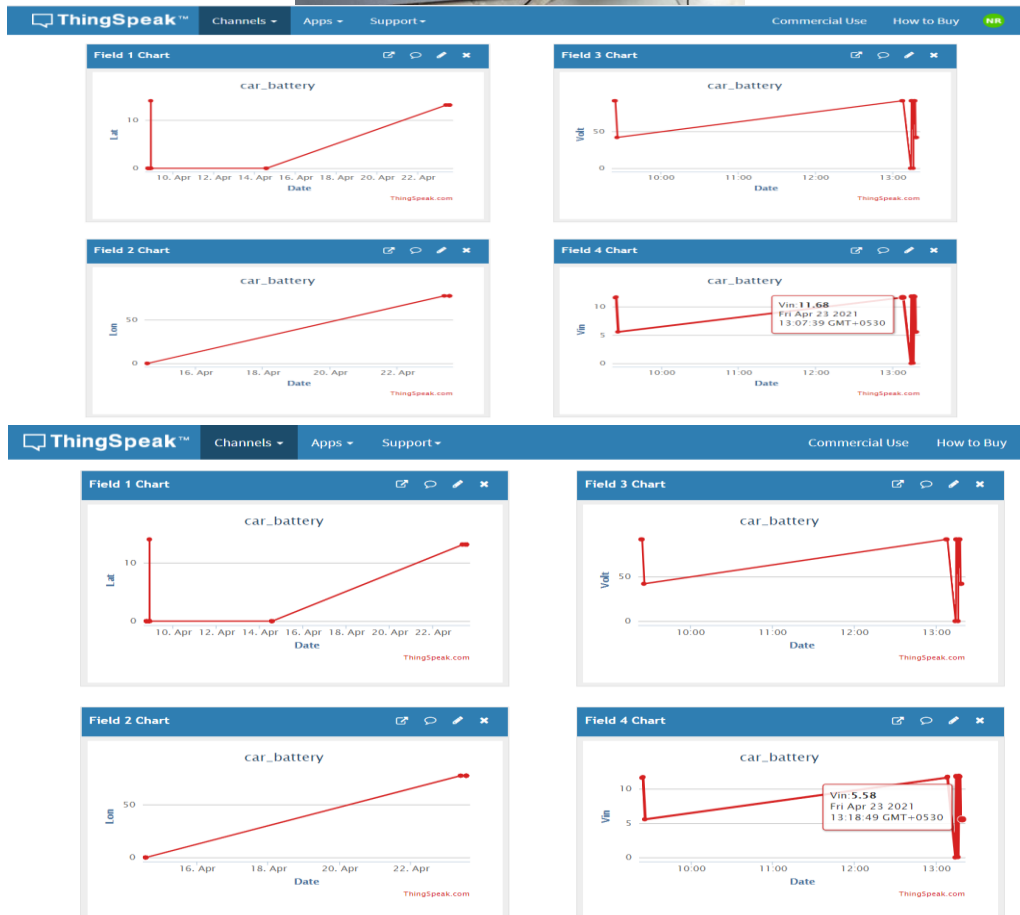 ThingSpeak™ Channels Apps Support Commercial Use How to Buy NR
Field 1 Chart
car_battery
Lat
10
0
10. Apr 12. Apr 14. Apr 16. Apr 18. Apr 20. Apr 22. Apr
Date
ThingSpeak.com
Field 3 Chart
car_battery
Volt
50
0
10:00 11:00 12:00 13:00
Date
ThingSpeak.com
Field 2 Chart
car_battery
Lon
50
0
16. Apr 18. Apr 20. Apr 22. Apr
Date
ThingSpeak.com
Field 4 Chart
car_battery
Vin
10
5
0
Vin:11.68
Fri Apr 23 2021
13:07:39 GMT+0530
10:00 11:00 12:00 13:00
Date
ThingSpeak.com
ThingSpeak™ Channels Apps Support Commercial Use How to Buy
Field 1 Chart
car_battery
Lat
10
0
10. Apr 12. Apr 14. Apr 16. Apr 18. Apr 20. Apr 22. Apr
Date
ThingSpeak.com
Field 3 Chart
car_battery
Volt
50
0
10:00 11:00 12:00 13:00
Date
ThingSpeak.com
Field 2 Chart
car_battery
Lon
50
0
16. Apr 18. Apr 20. Apr 22. Apr
Date
ThingSpeak.com
Field 4 Chart
car_battery
Vin
10
5
0
Vin:5.58
Fri Apr 23 2021
13:18:49 GMT+0530
10:00 11:00 12:00 13:00
Date
ThingSpeak.com